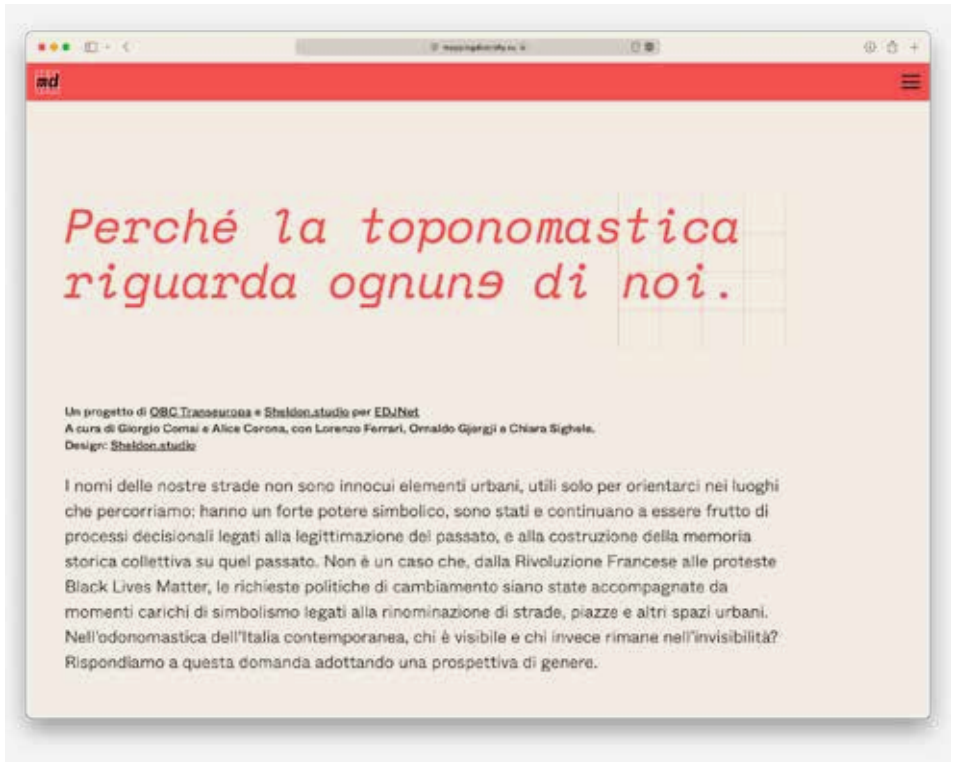 md
Perché la toponomastica
riguarda ognunə di noi.
Un progetto di OBC Transeuropa e Sheldon.studio per EDJNet
A cura di Giorgio Comai e Alice Corona, con Lorenzo Ferrari, Ornaldo Gjergji e Chiara Sighele.
Design: Sheldon.studio
I nomi delle nostre strade non sono innocui elementi urbani, utili solo per orientarci nei luoghi
che percorriamo: hanno un forte potere simbolico, sono stati e continuano a essere frutto di
processi decisionali legati alla legittimazione del passato, e alla costruzione della memoria
storica collettiva su quel passato. Non è un caso che, dalla Rivoluzione Francese alle proteste
Black Lives Matter, le richieste politiche di cambiamento siano state accompagnate da
momenti carichi di simbolismo legati alla rinominazione di strade, piazze e altri spazi urbani.
Nell'odonomastica dell'Italia contemporanea, chi è visibile e chi invece rimane nell'invisibilità?
Rispondiamo a questa domanda adottando una prospettiva di genere.